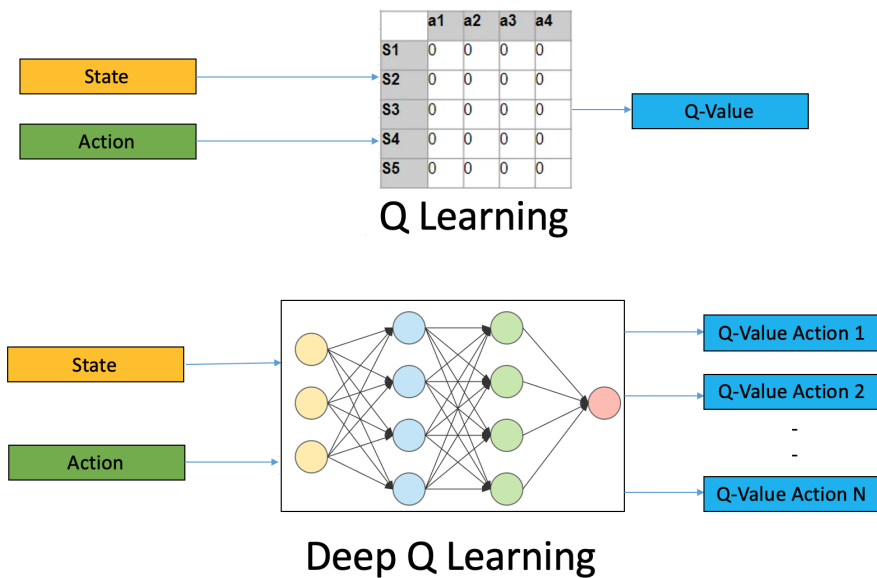 a1 a2 a3 a4
S1 0 0 0 0
State
S2 0 0 0 0
S3 0 0 0 0
Q-Value
Action
S4 0 0 0 0
S5 0 0 0 0
Q Learning
State
Action
Q-Value Action 1
Q-Value Action 2
-
-
Q-Value Action N
Deep Q Learning